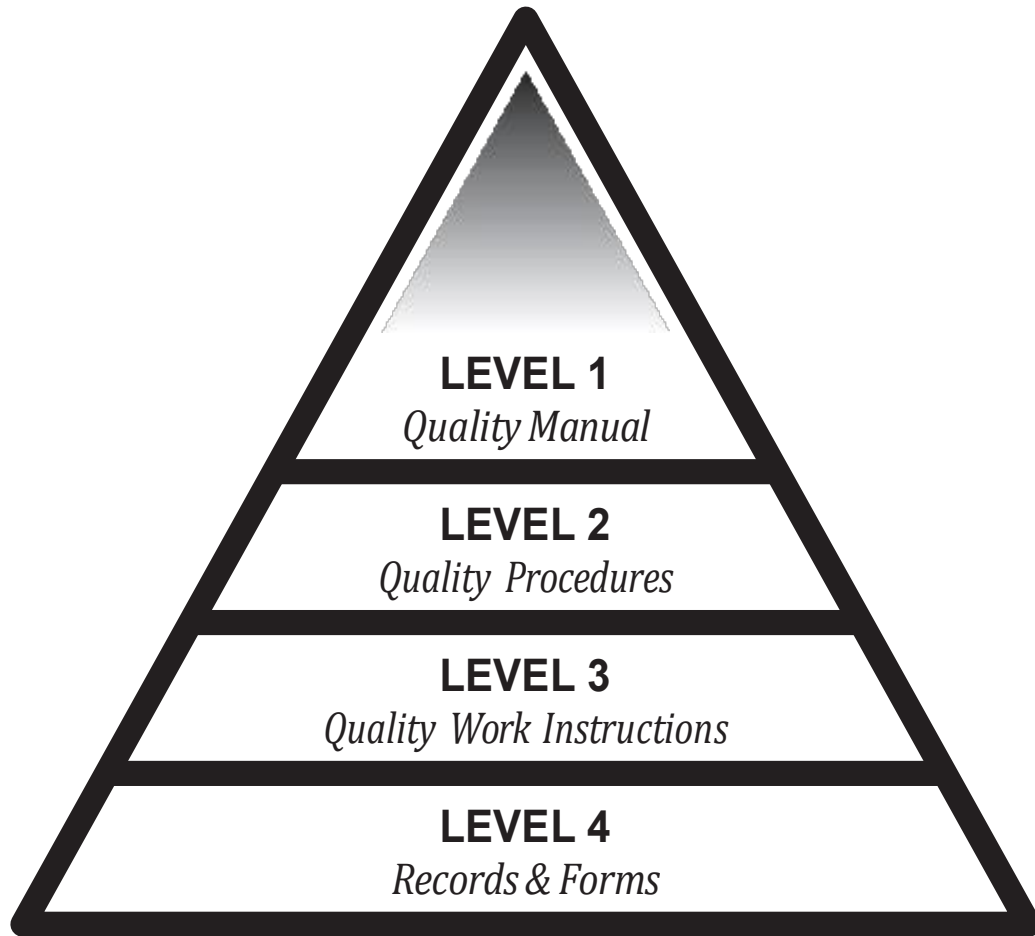 LEVEL 1
Quality Manual
LEVEL 2
Quality Procedures
LEVEL 3
Quality Work Instructions
LEVEL 4
Records & Forms